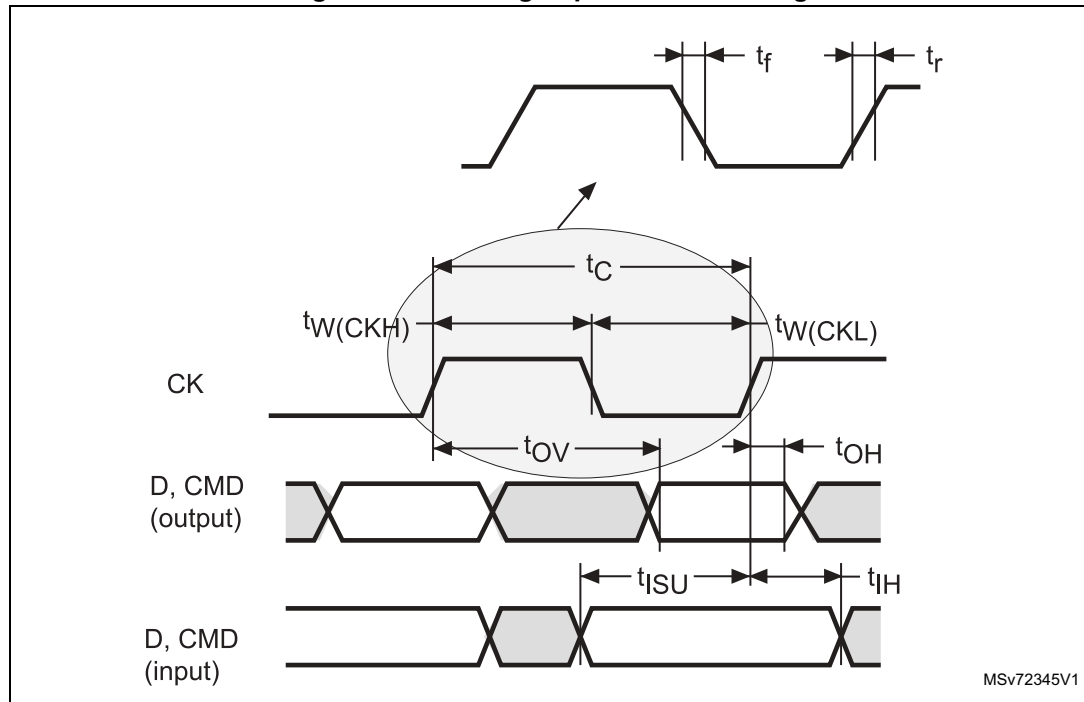 tf
tr
tC
tW(CKH)
tW(CKL)
CK
tOV
tOH
D, CMD
(output)
tISU
tIH
D, CMD
(input)
MSv72345V1